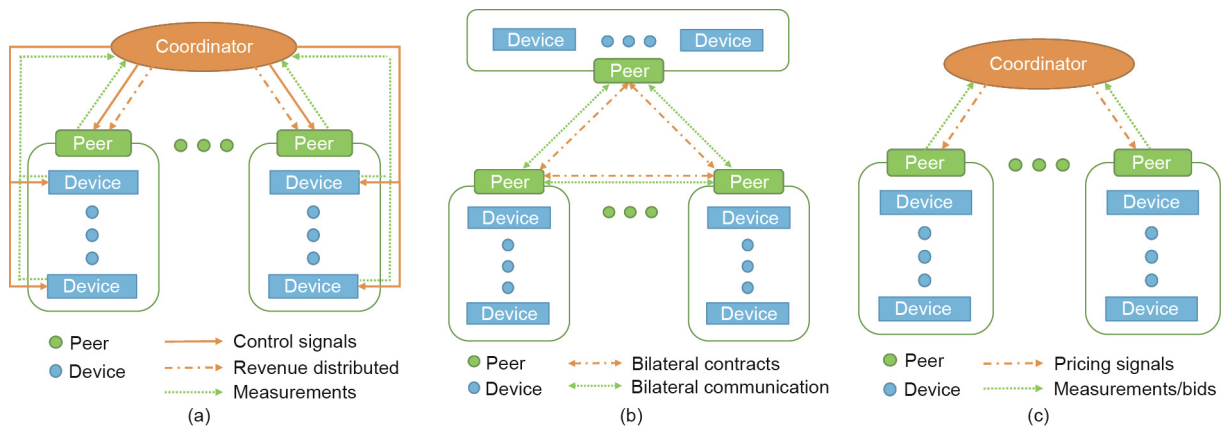 Coordinator
Peer
Peer
Device
Device
Device
Device
Peer
Device
Control signals
Revenue distributed
Measurements
(a)
Device
Device
Peer
Peer
Peer
Device
Device
Device
Device
Peer
Device
Bilateral contracts
Bilateral communication
(b)
Coordinator
Peer
Peer
Device
Device
Device
Device
Peer
Device
Pricing signals
Measurements/bids
(c)